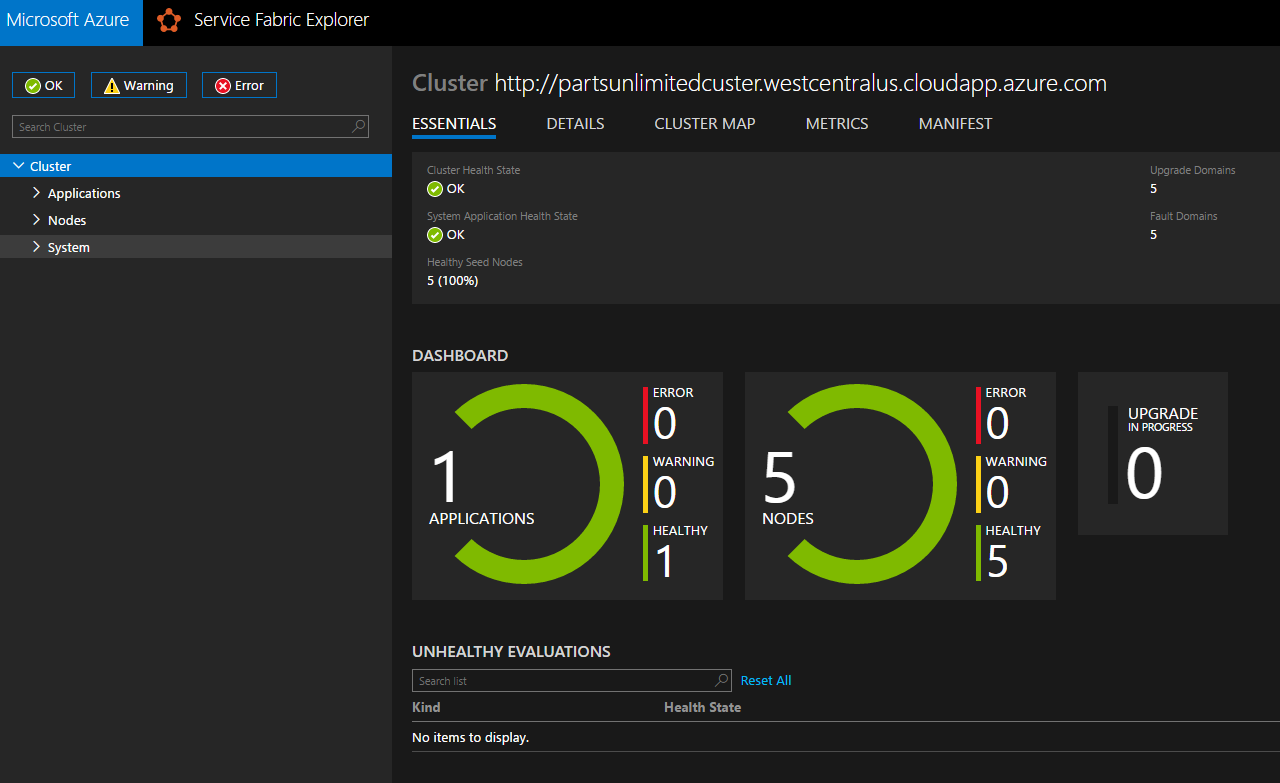 Microsoft Azure
Service Fabric Explorer
OK
Warning
Error
Search Cluster
Cluster
Applications
Nodes
System
Cluster http://partsunlimitedcuster.westcentralus.cloudapp.azure.com
ESSENTIALS
DETAILS
CLUSTER MAP
METRICS
MANIFEST
Cluster Health State
OK
System Application Health State
OK
Healthy Seed Nodes
5 (100%)
Upgrade Domains
5
Fault Domains
5
DASHBOARD
1
APPLICATIONS
ERROR
0
WARNING
0
HEALTHY
1
5
NODES
ERROR
0
WARNING
0
HEALTHY
5
UPGRADE
IN PROGRESS
0
UNHEALTHY EVALUATIONS
Search list
Reset All
Kind
Health State
No items to display.